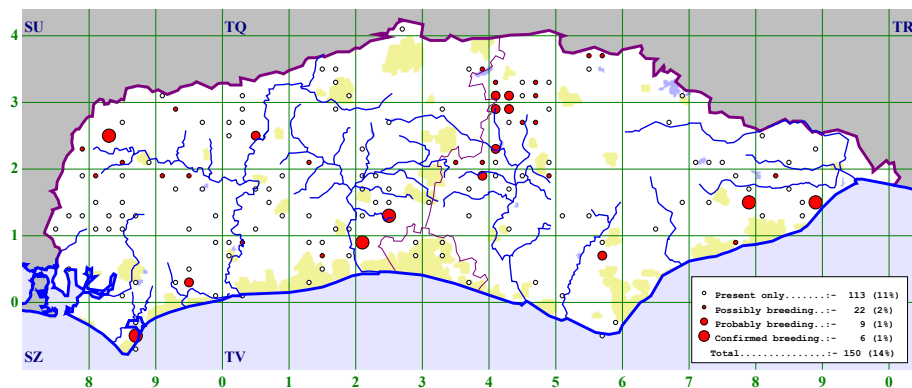 SU TQ TR
4
3
2
1
0
SZ TV
8 9 0 1 2 3 4 5 6 7 8 9 0
Present only.......:- 113 (11%)
Possibly breeding..:- 22 (2%)
Probably breeding..:- 9 (1%)
Confirmed breeding.:- 6 (1%)
Total...............:- 150 (14%)